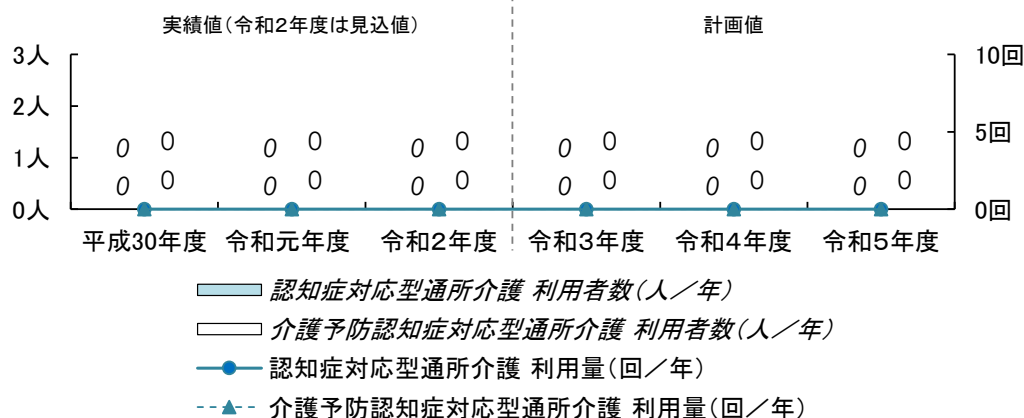 実績値（令和２年度は見込値） 計画値
3人 10回
2人
0 0 0 0 0 0 0 0 0 0 0 0 5回
1人
0 0 0 0 0 0 0 0 0 0 0 0
0人 0回
平成30年度 令和元年度 令和２年度 令和３年度 令和４年度 令和５年度
認知症対応型通所介護 利用者数（人／年）
介護予防認知症対応型通所介護 利用者数（人／年）
認知症対応型通所介護 利用量（回／年）
介護予防認知症対応型通所介護 利用量（回／年）